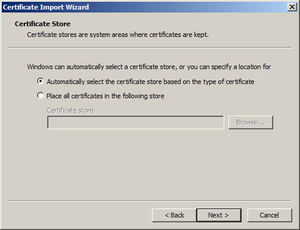 Certificate Import Wizard
Certificate Store
Certificate stores are system areas where certificates are kept.
Windows can automatically select a certificate store, or you can specify a location for
Automatically select the certificate store based on the type of certificate
Place all certificates in the following store
Certificate store:
Browse...
< Back
Next >
Cancel